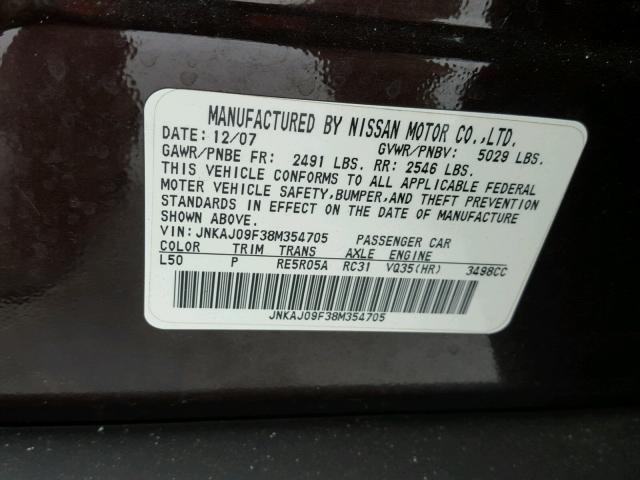 MANUFACTURED BY NISSAN MOTOR CO.,LTD.
DATE: 12/07 GVWR/PNBV: 5029 LBS.
GAWR/PNBE FR: 2491 LBS. RR: 2546 LBS.
THIS VEHICLE CONFORMS TO ALL APPLICABLE FEDERAL
MOTOR VEHICLE SAFETY,BUMPER,AND THEFT PREVENTION
STANDARDS IN EFFECT ON THE DATE OF MANUFACTURE
SHOWN ABOVE.
VIN: JNKAJ09F38M354705 PASSENGER CAR
COLOR TRIM TRANS AXLE ENGINE
L50 P RE5R05A RC31 VQ35(HR) 3498CC
JNKAJ09F38M354705